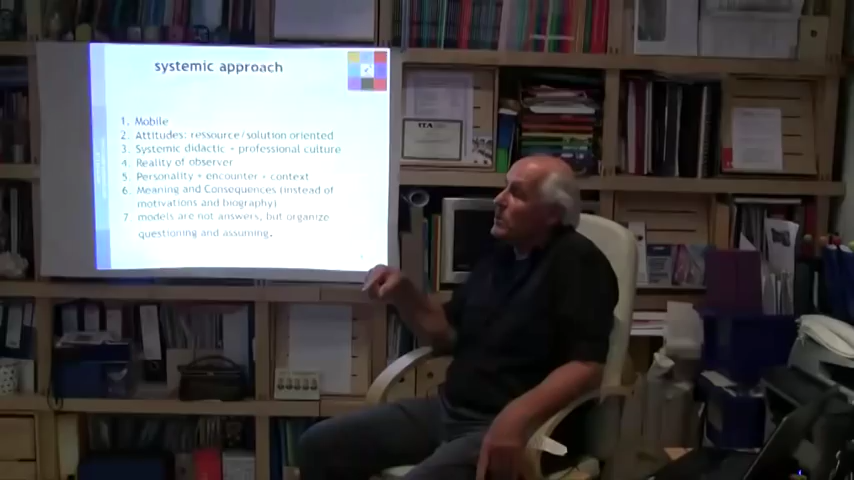 systemic approach
1. Mobile
2. Attitudes: ressource/solution oriented
3. Systemic didactic + professional culture
4. Reality of observer
5. Personality + encounter + context
6. Meaning and Consequences (instead of
motivations and biography)
7 models are not answers, but organize
questioning and assuming.
ITA